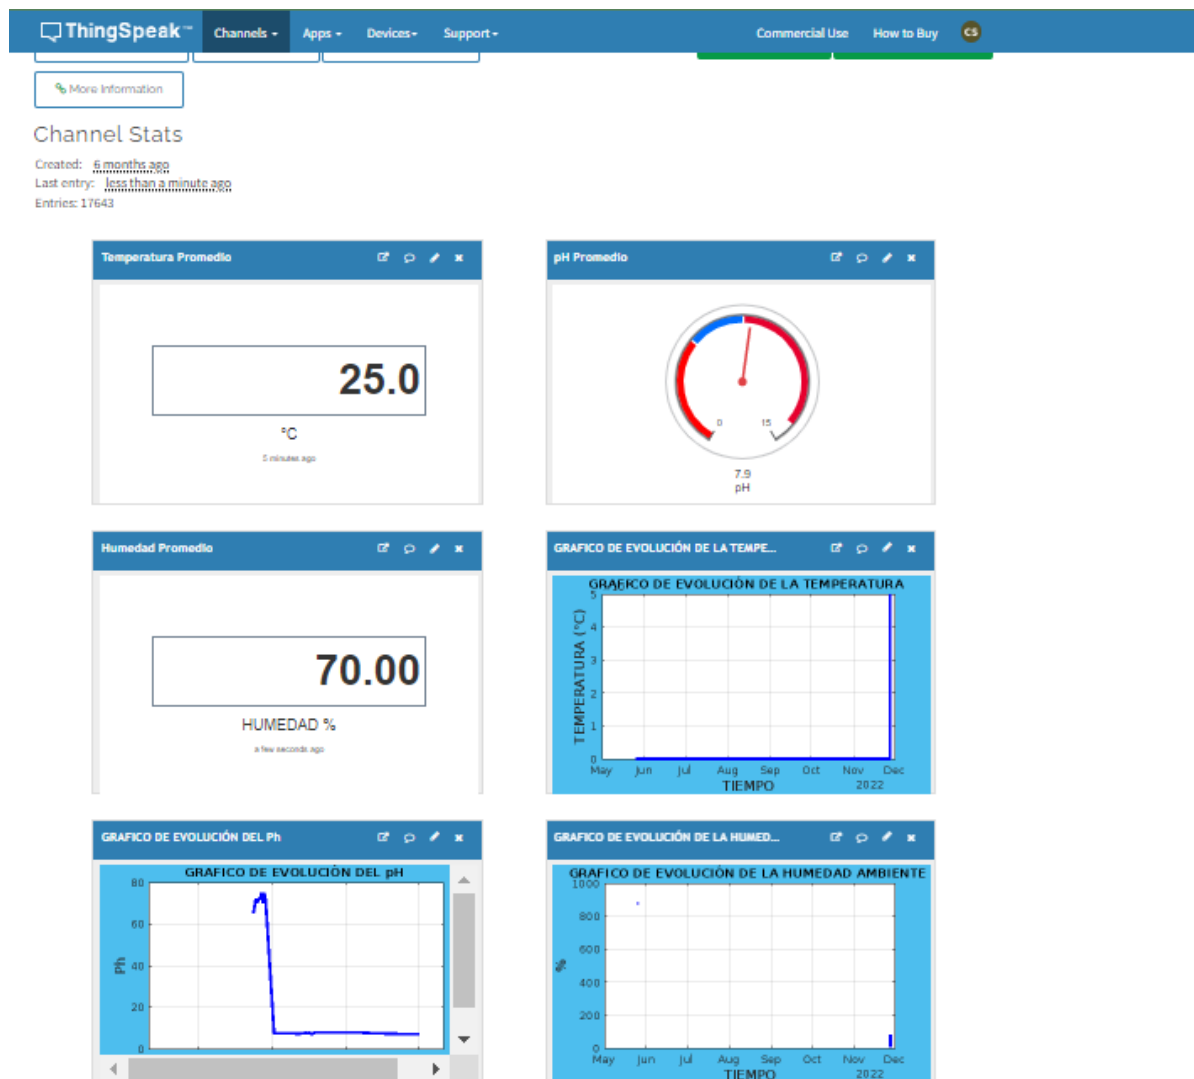 ThingSpeak™ Channels Apps Devices Support Commercial Use How to Buy CS
More Information
Channel Stats
Created: 6 months ago
Last entry: less than a minute ago
Entries: 17643
Temperatura Promedio
25.0
°C
5 minutes ago
pH Promedio
0 15
7.9
pH
Humedad Promedio
70.00
HUMEDAD %
a few seconds ago
GRAFICO DE EVOLUCIÓN DE LA TEMPE...
GRAFICO DE EVOLUCIÓN DE LA TEMPERATURA
TEMPERATURA (°C)
5
4
3
2
1
0
May Jun Jul Aug Sep Oct Nov Dec
TIEMPO 2022
GRAFICO DE EVOLUCIÓN DEL Ph
GRAFICO DE EVOLUCIÓN DEL pH
Ph
80
60
40
20
0
GRAFICO DE EVOLUCIÓN DE LA HUMED...
GRAFICO DE EVOLUCIÓN DE LA HUMEDAD AMBIENTE
%
1000
800
600
400
200
0
May Jun Jul Aug Sep Oct Nov Dec
TIEMPO 2022